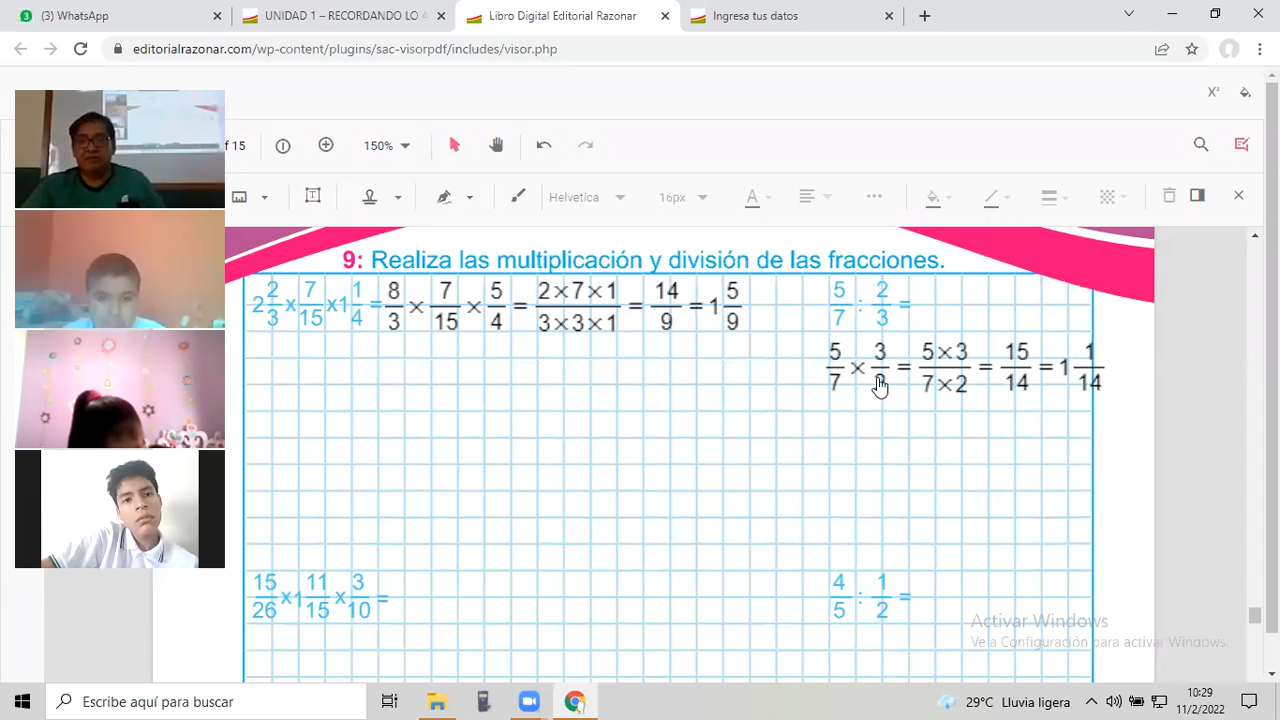 (3) WhatsApp
UNIDAD 1 – RECORDANDO LO A
Libro Digital Editorial Razonar
Ingresa tus datos
editorialrazonar.com/wp-content/plugins/sac-visorpdf/includes/visor.php
of 15
150%
Helvetica
16px
9: Realiza las multiplicación y división de las fracciones.
2 2/3 × 7/15 × 1 1/4 = 8/3 × 7/15 × 5/4 = 2×7×1/3×3×1 = 14/9 = 1 5/9
5/7 : 2/3 =
5/7 × 3/ = 5×3/7×2 = 15/14 = 1 1/14
15/26 × 1 11/15 × 3/10 =
4/5 : 1/2 =
Activar Windows
Ve a Configuración para activar Windows.
Escribe aquí para buscar
29°C Lluvia ligera
10:29
11/2/2022